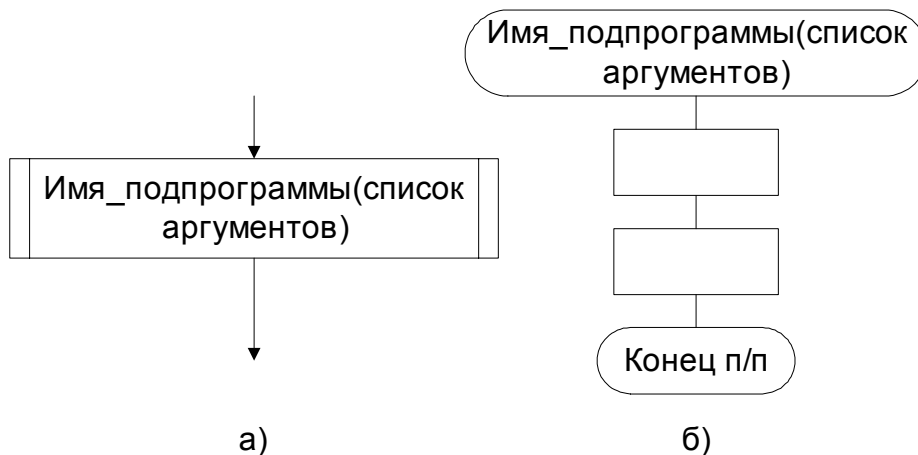 Имя_подпрограммы(список
аргументов)
Имя_подпрограммы(список
аргументов)
Конец п/п
а)
б)